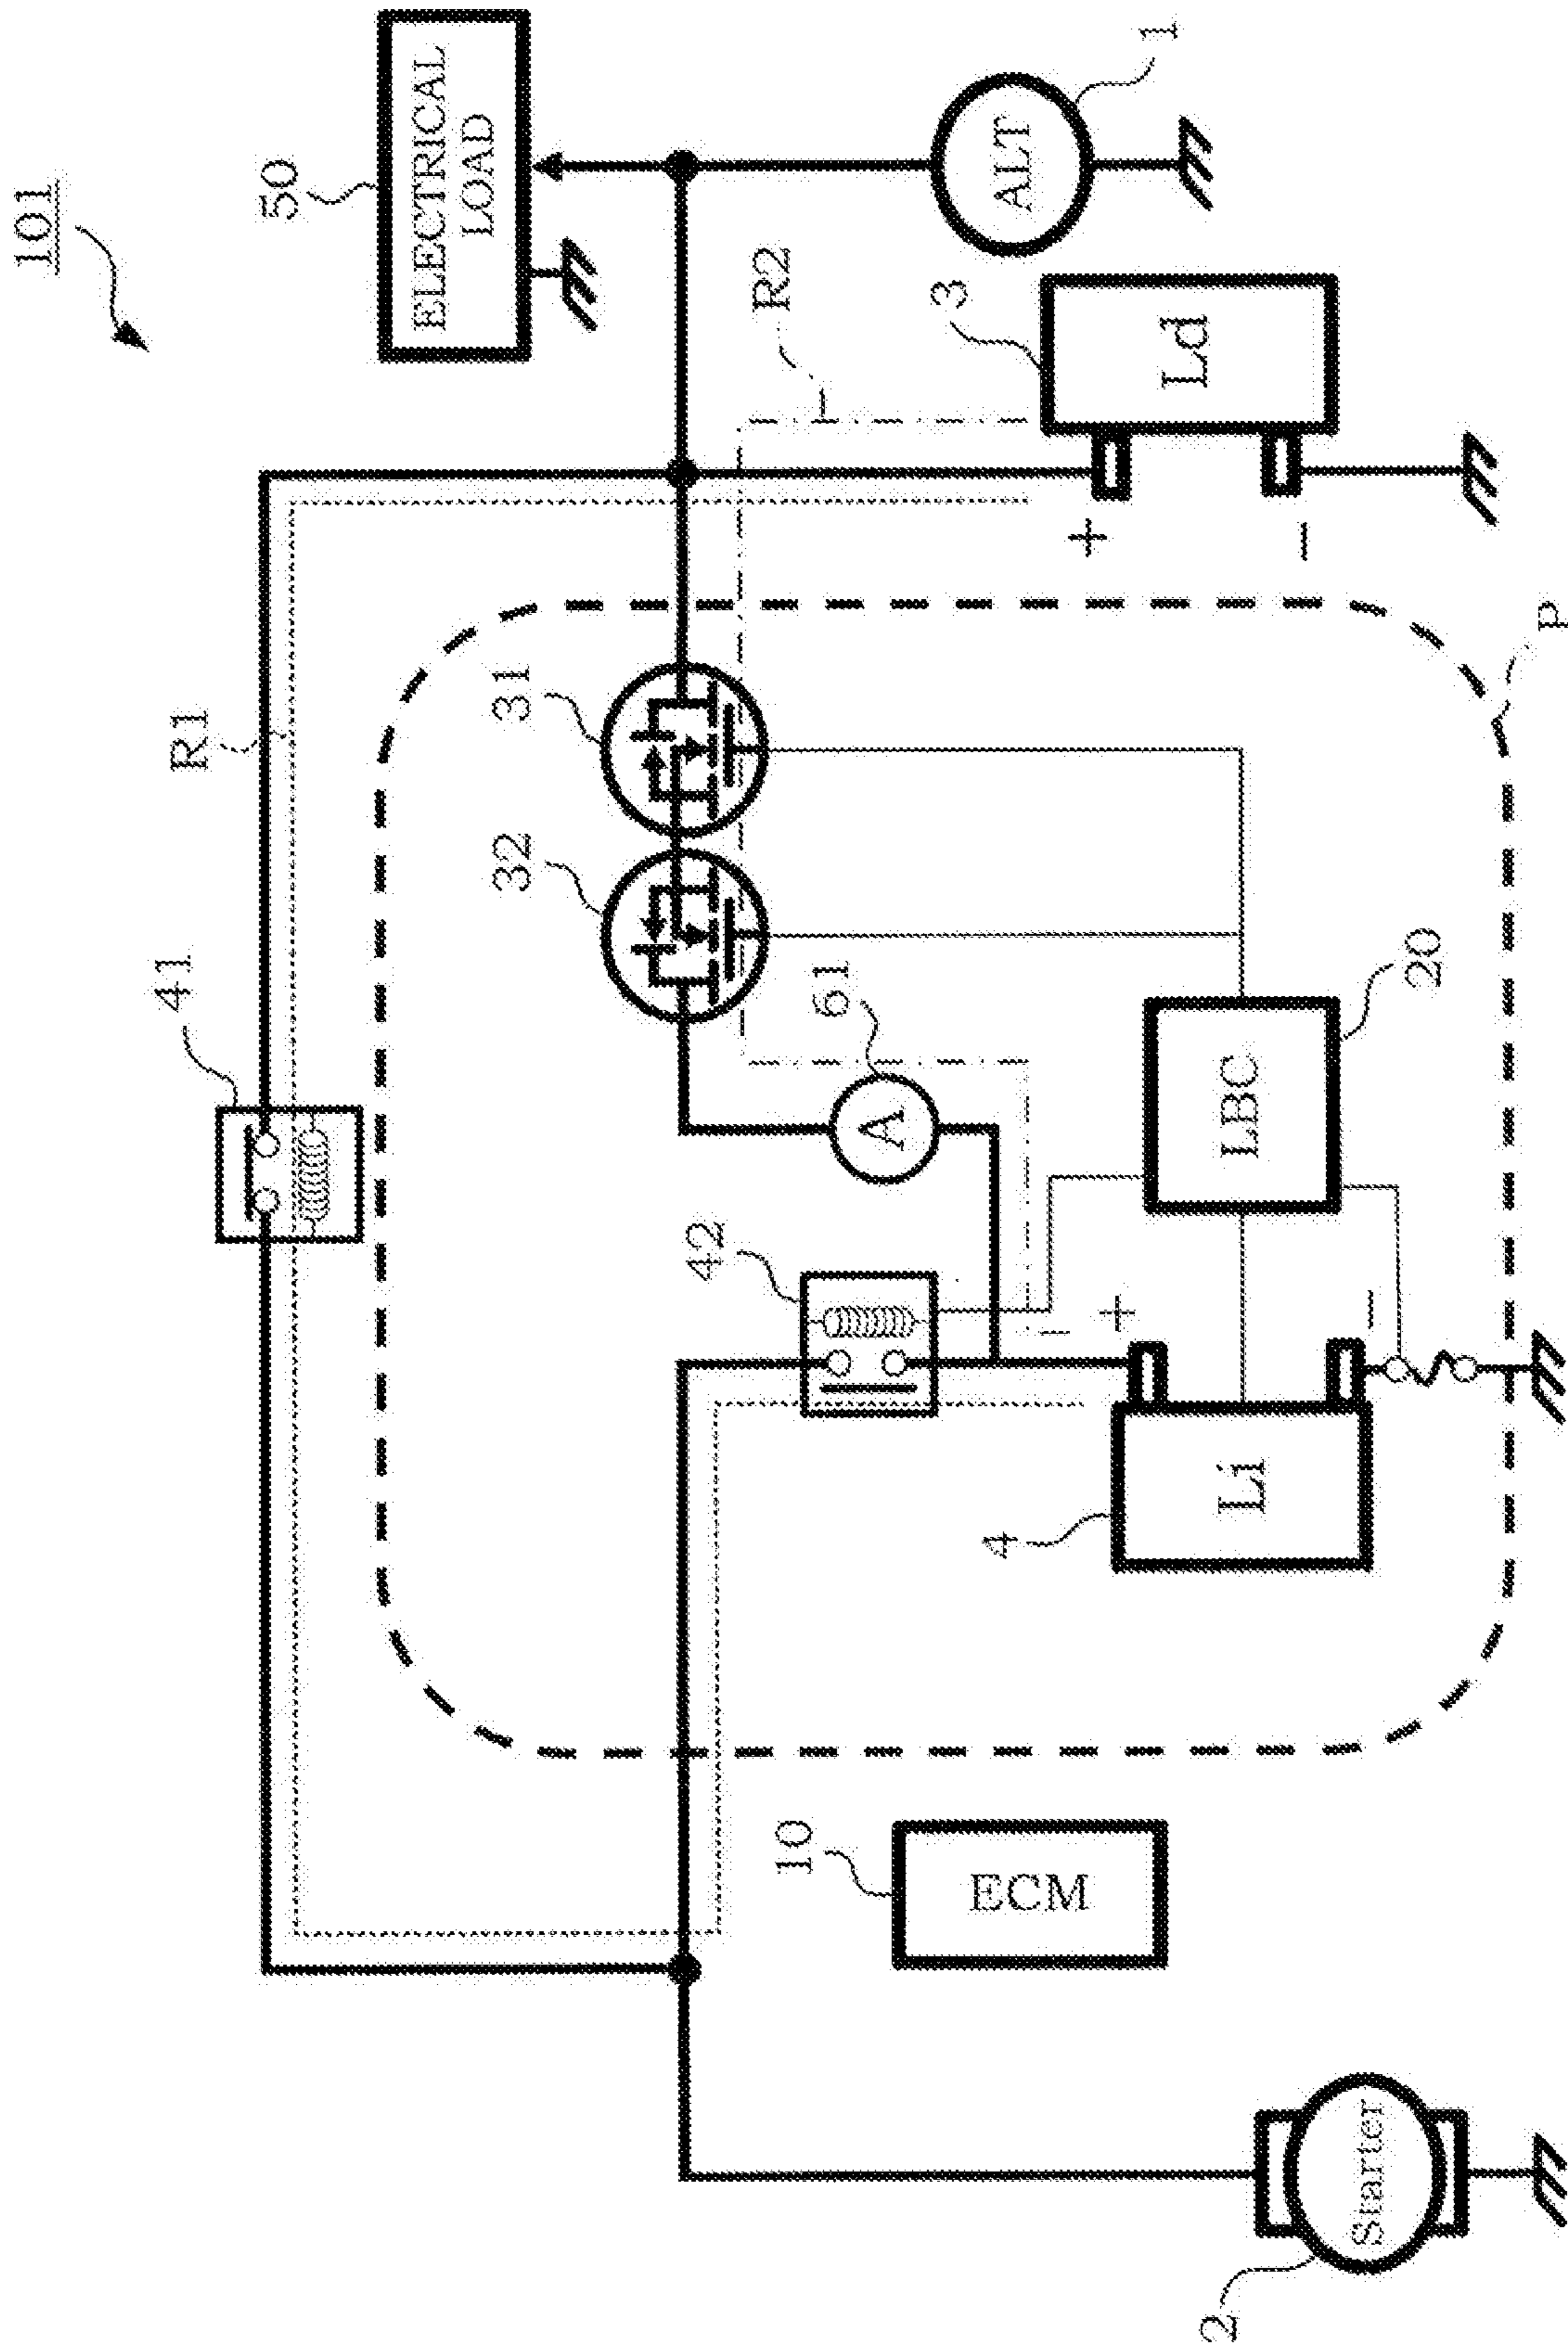 101
50
ELECTRICAL
LOAD
1
ALT
R2
3
Ld
+
−
R1
41
31
32
61
A
42
20
LBC
P
+
−
4
Li
10
ECM
2
Starter